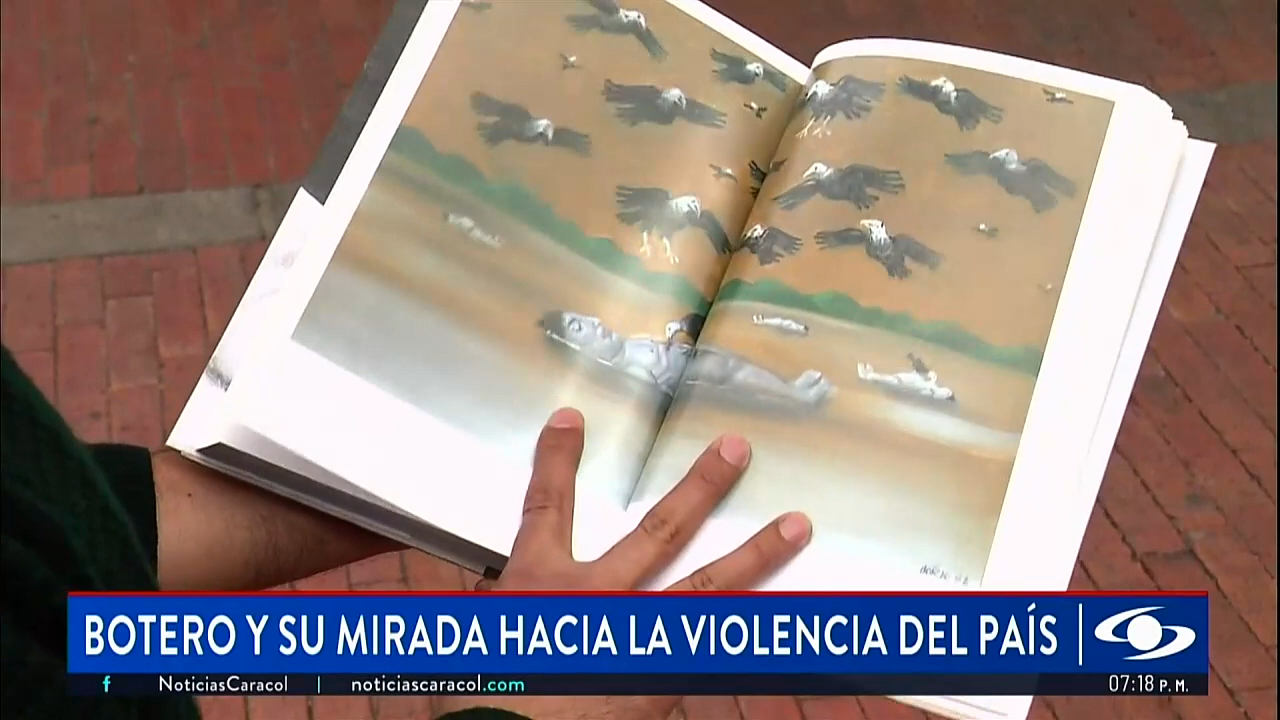 BOTERO Y SU MIRADA HACIA LA VIOLENCIA DEL PAÍS
NoticiasCaracol | noticiascaracol.com 07:18 P. M.